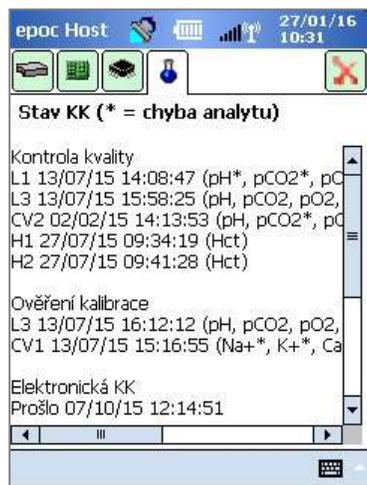 epoc Host
27/01/16
10:31
Stav KK (* = chyba analytu)
Kontrola kvality
L1 13/07/15 14:08:47 (pH*, pCO2*, pO
L3 13/07/15 15:58:25 (pH, pCO2, pO2,
CV2 02/02/15 14:13:53 (pH, pCO2*, pO
H1 27/07/15 09:34:19 (Hct)
H2 27/07/15 09:41:28 (Hct)
Ověření kalibrace
L3 13/07/15 16:12:12 (pH, pCO2, pO2,
CV1 13/07/15 15:16:55 (Na+*, K+*, Ca
Elektronická KK
Prošlo 07/10/15 12:14:51